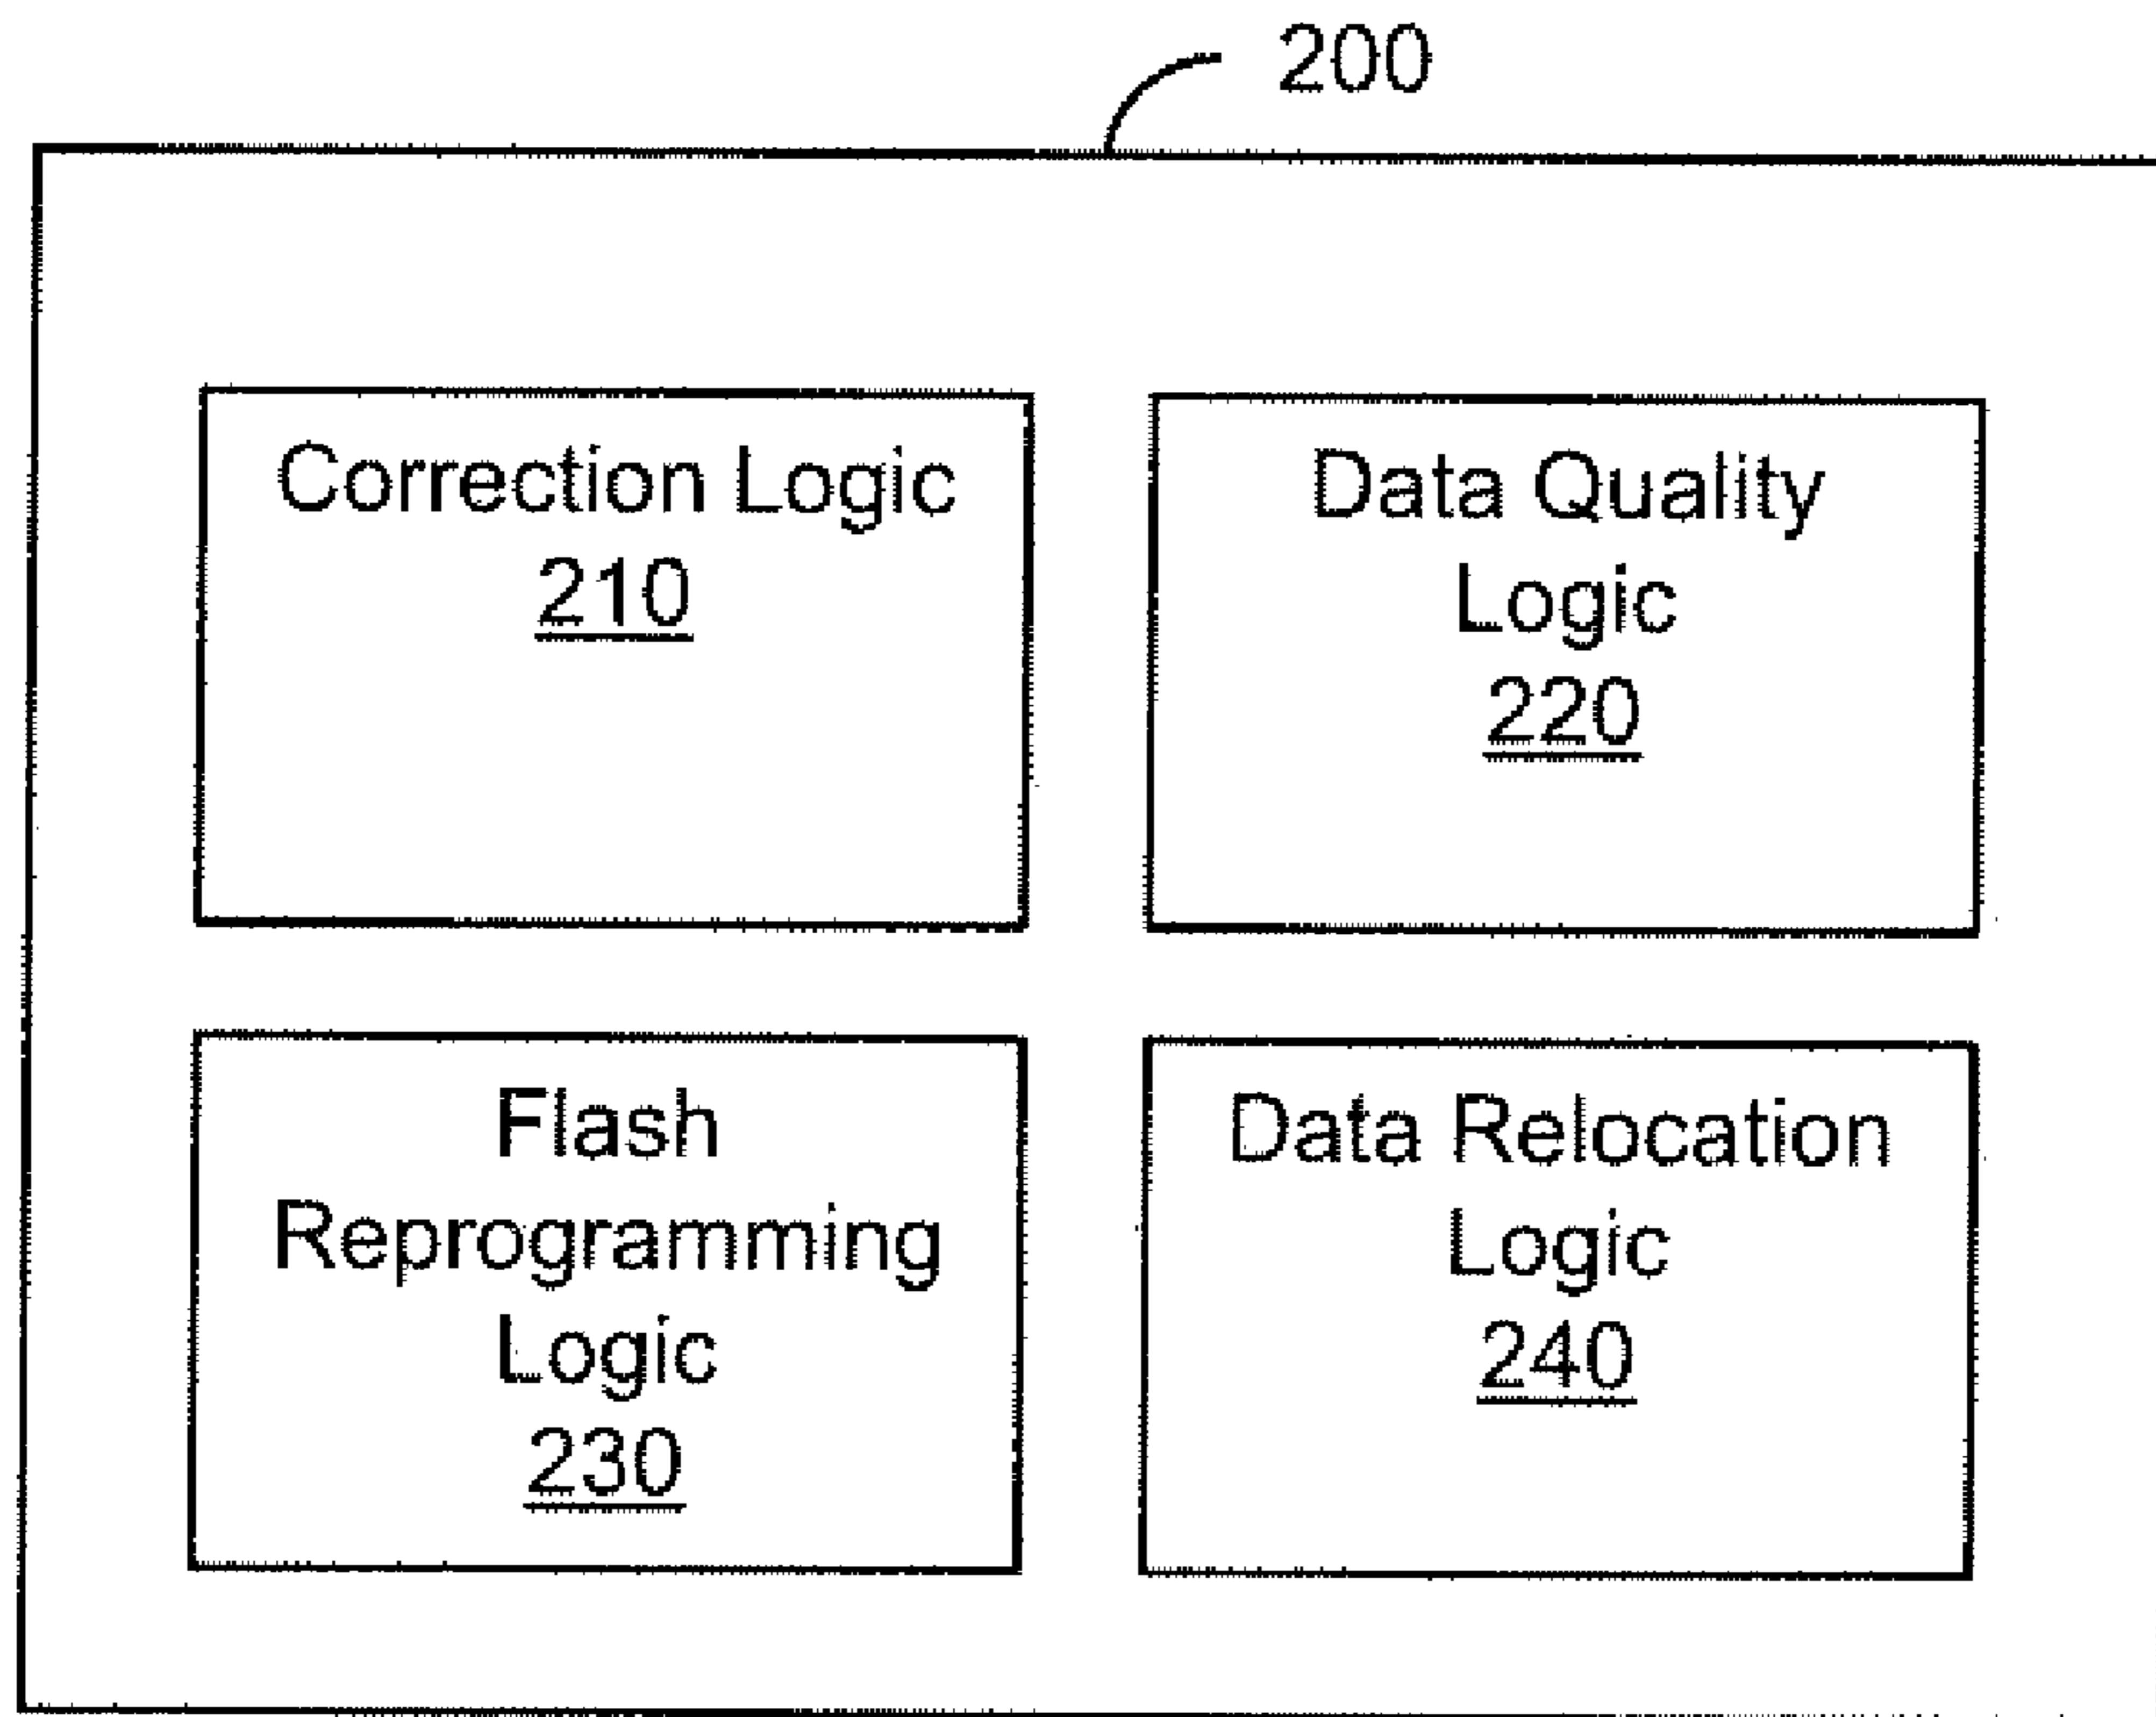 200
Correction Logic
210
Data Quality
Logic
220
Flash
Reprogramming
Logic
230
Data Relocation
Logic
240